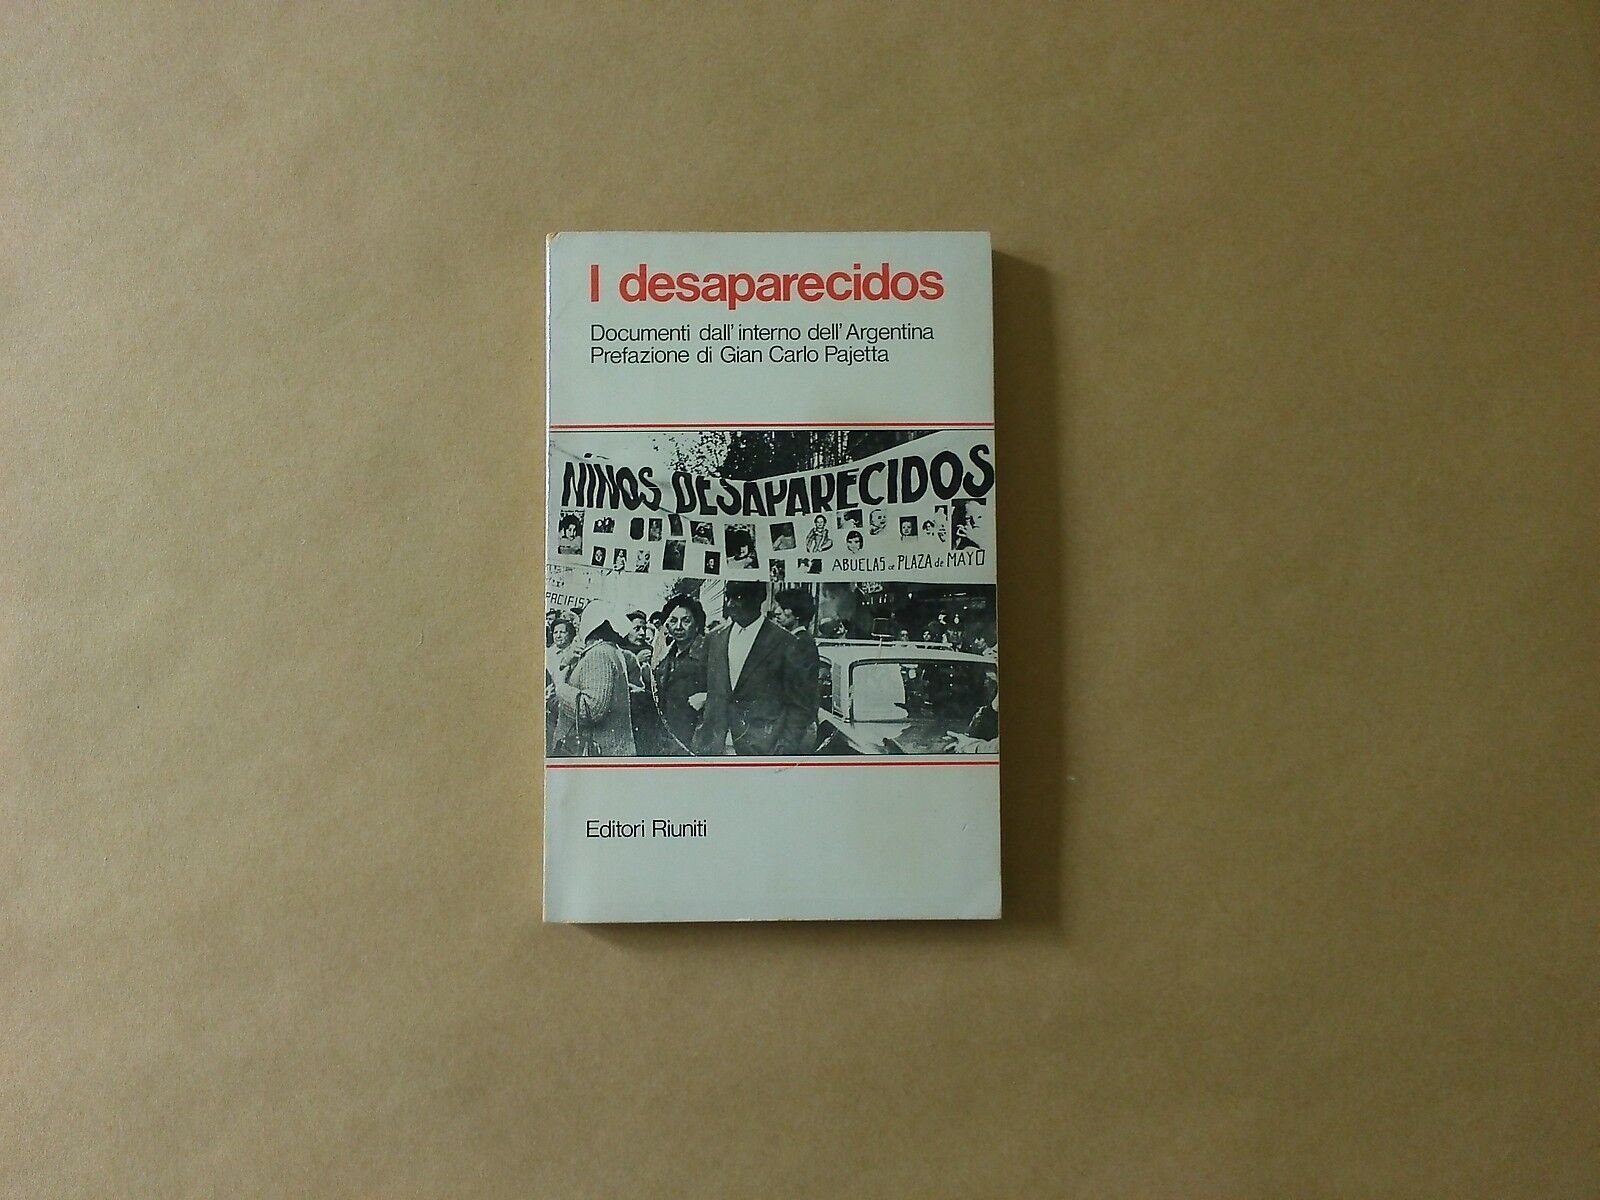 I desaparecidos
Documenti dall'interno dell'Argentina
Prefazione di Gian Carlo Pajetta
NIÑOS DESAPARECIDOS
ABUELAS de PLAZA de MAYO
PACIFIST
Editori Riuniti